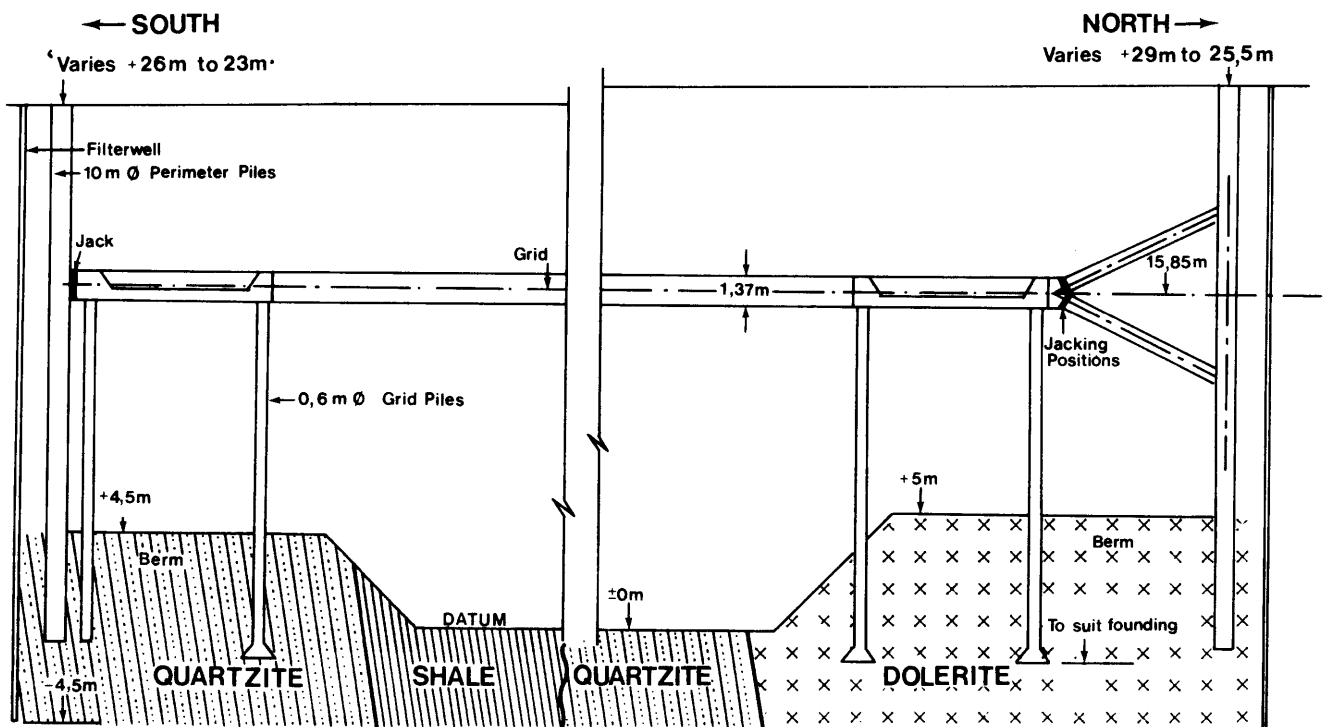 SOUTH
NORTH
Varies +26m to 23m
Varies +29m to 25,5m
Filterwell
10m Ø Perimeter Piles
Jack
Grid
15,85m
1,37m
Jacking
Positions
0,6m Ø Grid Piles
+4,5m
+5m
Berm
Berm
±0m
DATUM
To suit founding
QUARTZITE
SHALE
QUARTZITE
DOLERITE
-4,5m